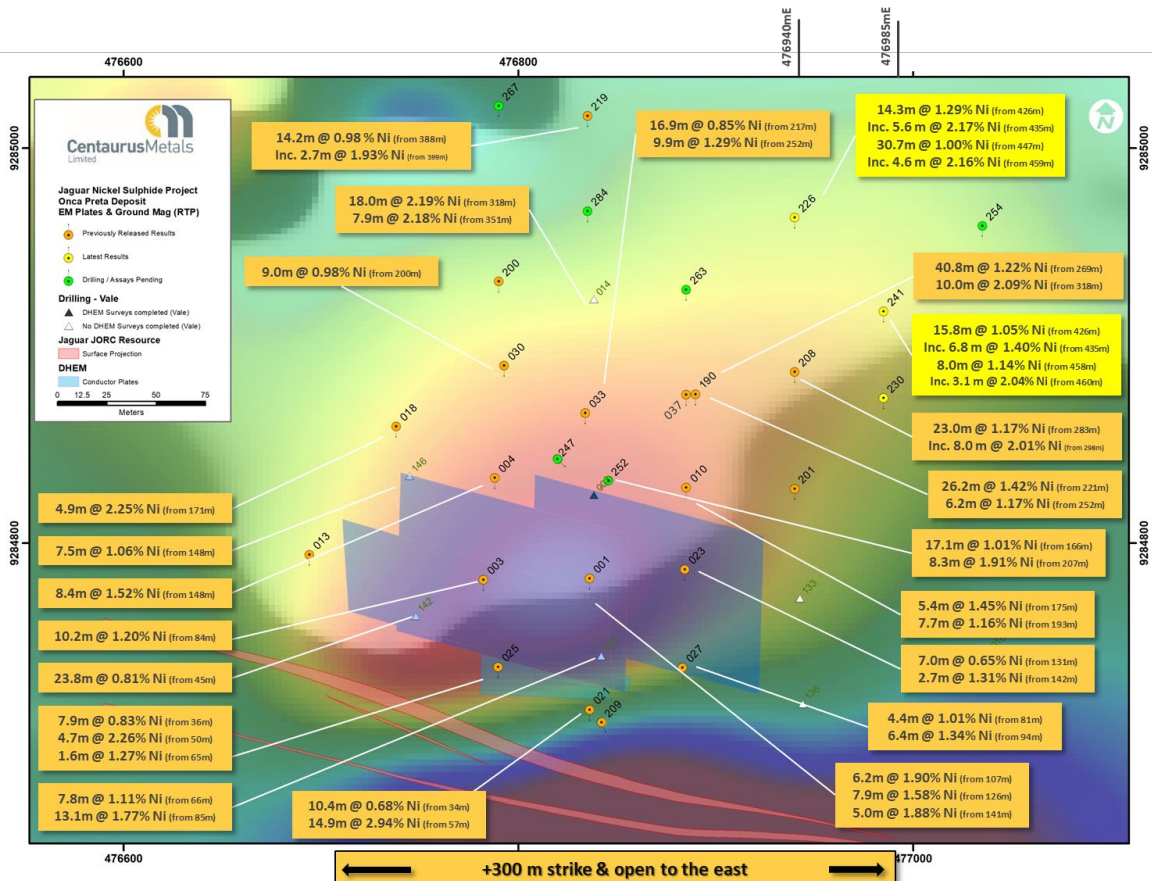 476940mE
476985mE
476600
476800
9285000
9285000
CentaurusMetals
Limited
Jaguar Nickel Sulphide Project
Onca Preta Deposit
EM Plates & Ground Mag (RTP)
Previously Released Results
Latest Results
Drilling / Assays Pending
Drilling - Vale
DHEM Surveys completed (Vale)
No DHEM Surveys completed (Vale)
Jaguar JORC Resource
Surface Projection
DHEM
Conductor Plates
0 12.5 25 50 75
Meters
267
219
14.2m @ 0.98 % Ni (from 388m)
Inc. 2.7m @ 1.93% Ni (from 399m)
16.9m @ 0.85% Ni (from 217m)
9.9m @ 1.29% Ni (from 252m)
14.3m @ 1.29% Ni (from 426m)
Inc. 5.6 m @ 2.17% Ni (from 435m)
30.7m @ 1.00% Ni (from 447m)
Inc. 4.6 m @ 2.16% Ni (from 459m)
N
18.0m @ 2.19% Ni (from 318m)
7.9m @ 2.18% Ni (from 351m)
284
226
254
9.0m @ 0.98% Ni (from 200m)
200
014
263
40.8m @ 1.22% Ni (from 269m)
10.0m @ 2.09% Ni (from 318m)
241
15.8m @ 1.05% Ni (from 426m)
Inc. 6.8 m @ 1.40% Ni (from 435m)
8.0m @ 1.14% Ni (from 458m)
Inc. 3.1 m @ 2.04% Ni (from 460m)
030
033
037
190
208
230
23.0m @ 1.17% Ni (from 283m)
Inc. 8.0 m @ 2.01% Ni (from 298m)
018
146
004
247
252
010
201
26.2m @ 1.42% Ni (from 221m)
6.2m @ 1.17% Ni (from 252m)
4.9m @ 2.25% Ni (from 171m)
7.5m @ 1.06% Ni (from 148m)
8.4m @ 1.52% Ni (from 148m)
9284800
9284800
17.1m @ 1.01% Ni (from 166m)
8.3m @ 1.91% Ni (from 207m)
013
003
001
023
133
142
5.4m @ 1.45% Ni (from 175m)
7.7m @ 1.16% Ni (from 193m)
10.2m @ 1.20% Ni (from 84m)
23.8m @ 0.81% Ni (from 45m)
7.0m @ 0.65% Ni (from 131m)
2.7m @ 1.31% Ni (from 142m)
025
027
136
021
209
7.9m @ 0.83% Ni (from 36m)
4.7m @ 2.26% Ni (from 50m)
1.6m @ 1.27% Ni (from 65m)
4.4m @ 1.01% Ni (from 81m)
6.4m @ 1.34% Ni (from 94m)
7.8m @ 1.11% Ni (from 66m)
13.1m @ 1.77% Ni (from 85m)
10.4m @ 0.68% Ni (from 34m)
14.9m @ 2.94% Ni (from 57m)
6.2m @ 1.90% Ni (from 107m)
7.9m @ 1.58% Ni (from 126m)
5.0m @ 1.88% Ni (from 141m)
476600
477000
+300 m strike & open to the east